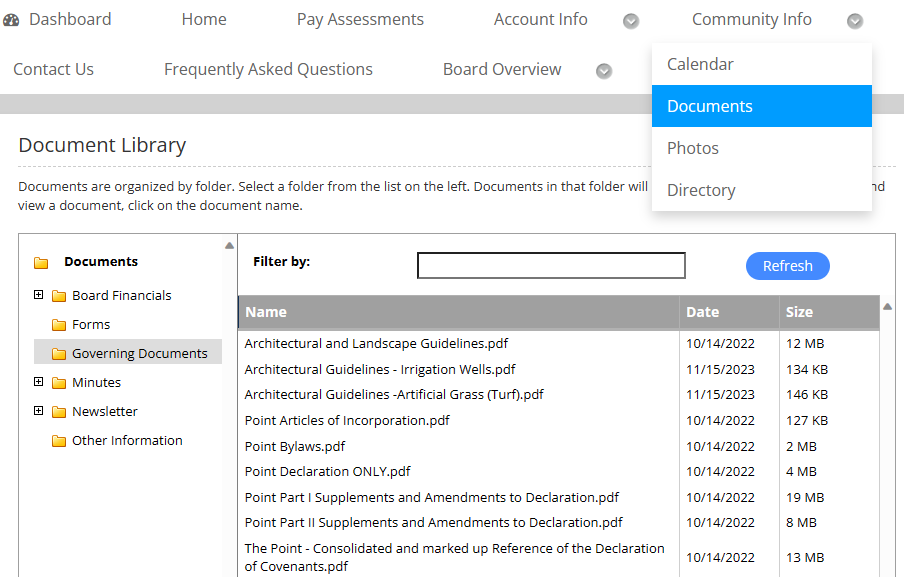 Dashboard Home Pay Assessments Account Info Community Info
Contact Us Frequently Asked Questions Board Overview
Calendar
Documents
Photos
Directory
Document Library
Documents are organized by folder. Select a folder from the list on the left. Documents in that folder will
view a document, click on the document name.
Documents
Board Financials
Forms
Governing Documents
Minutes
Newsletter
Other Information
Filter by: Refresh
Name Date Size
Architectural and Landscape Guidelines.pdf 10/14/2022 12 MB
Architectural Guidelines - Irrigation Wells.pdf 11/15/2023 134 KB
Architectural Guidelines -Artificial Grass (Turf).pdf 11/15/2023 146 KB
Point Articles of Incorporation.pdf 10/14/2022 127 KB
Point Bylaws.pdf 10/14/2022 2 MB
Point Declaration ONLY.pdf 10/14/2022 4 MB
Point Part I Supplements and Amendments to Declaration.pdf 10/14/2022 19 MB
Point Part II Supplements and Amendments to Declaration.pdf 10/14/2022 8 MB
The Point - Consolidated and marked up Reference of the Declaration
of Covenants.pdf 10/14/2022 13 MB